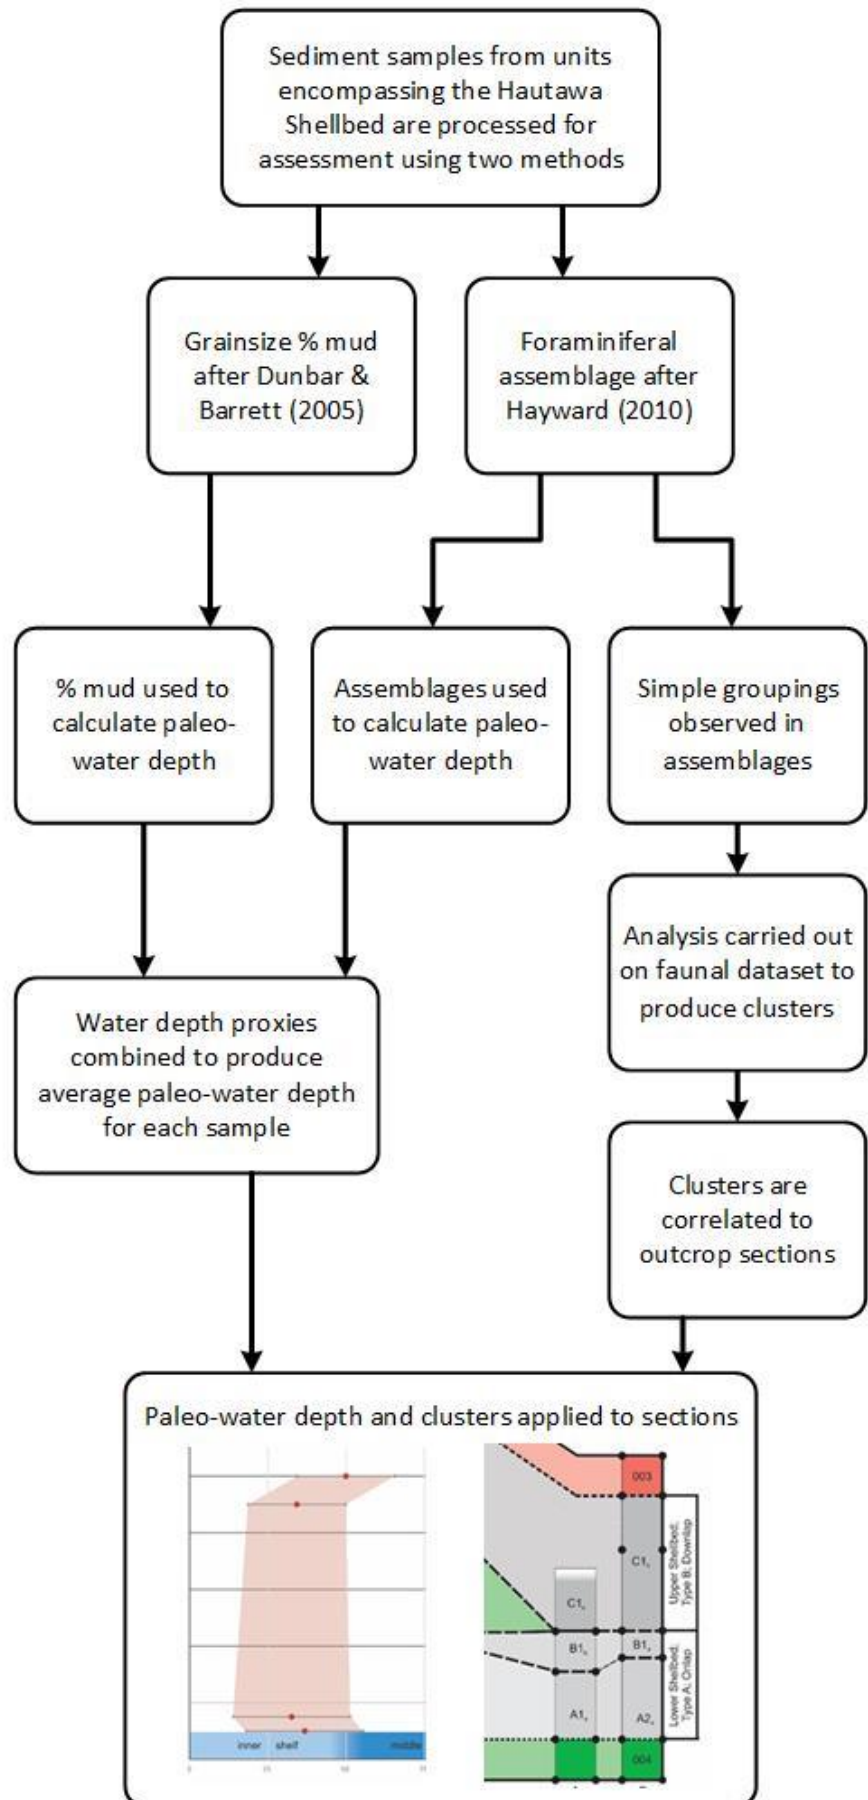 Sediment samples from units
encompassing the Hautawa
Shellbed are processed for
assessment using two methods
Grainsize % mud
after Dunbar &
Barrett (2005)
Foraminiferal
assemblage after
Hayward (2010)
% mud used to
calculate paleo-
water depth
Assemblages used
to calculate paleo-
water depth
Simple groupings
observed in
assemblages
Analysis carried out
on faunal dataset to
produce clusters
Water depth proxies
combined to produce
average paleo-water depth
for each sample
Clusters are
correlated to
outcrop sections
Paleo-water depth and clusters applied to sections
inner shelf
middle
003
C1
C1
B1
B1
A1
A2
004
Upper Shellbed,
Type B; Downlap
Lower Shellbed,
Type A; Onlap